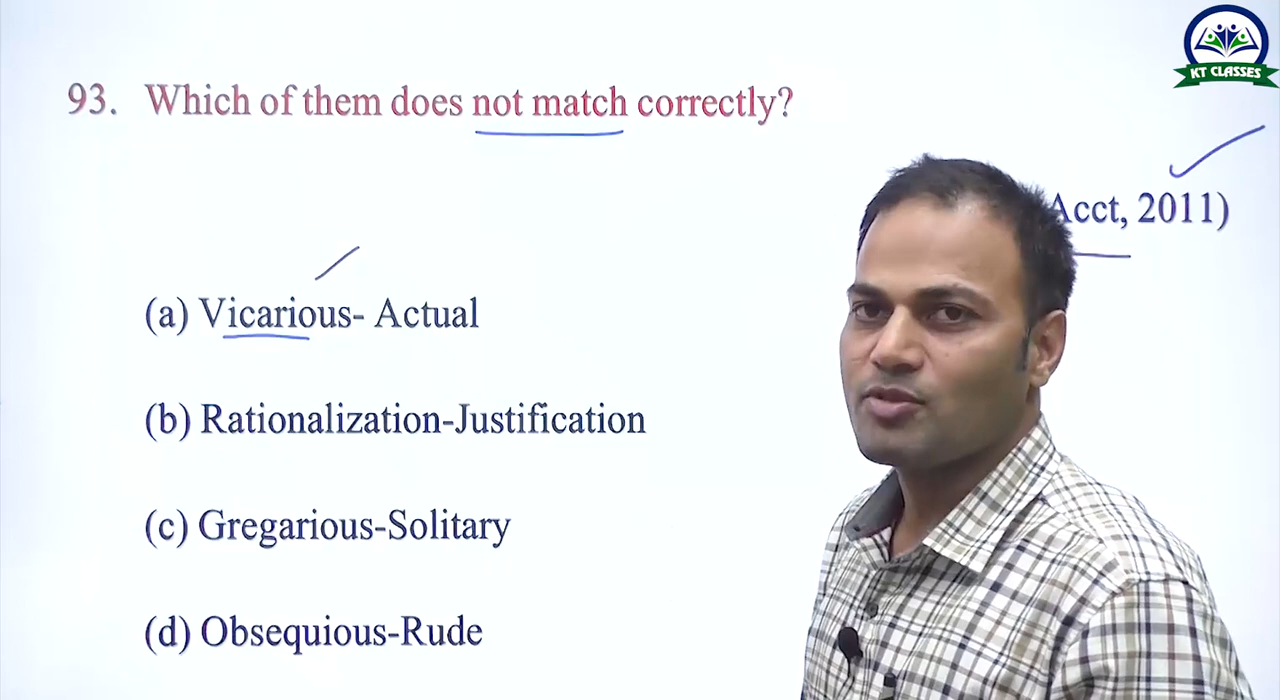 KT CLASSES
93. Which of them does not match correctly?
Acct, 2011)
(a) Vicarious- Actual
(b) Rationalization-Justification
(c) Gregarious-Solitary
(d) Obsequious-Rude